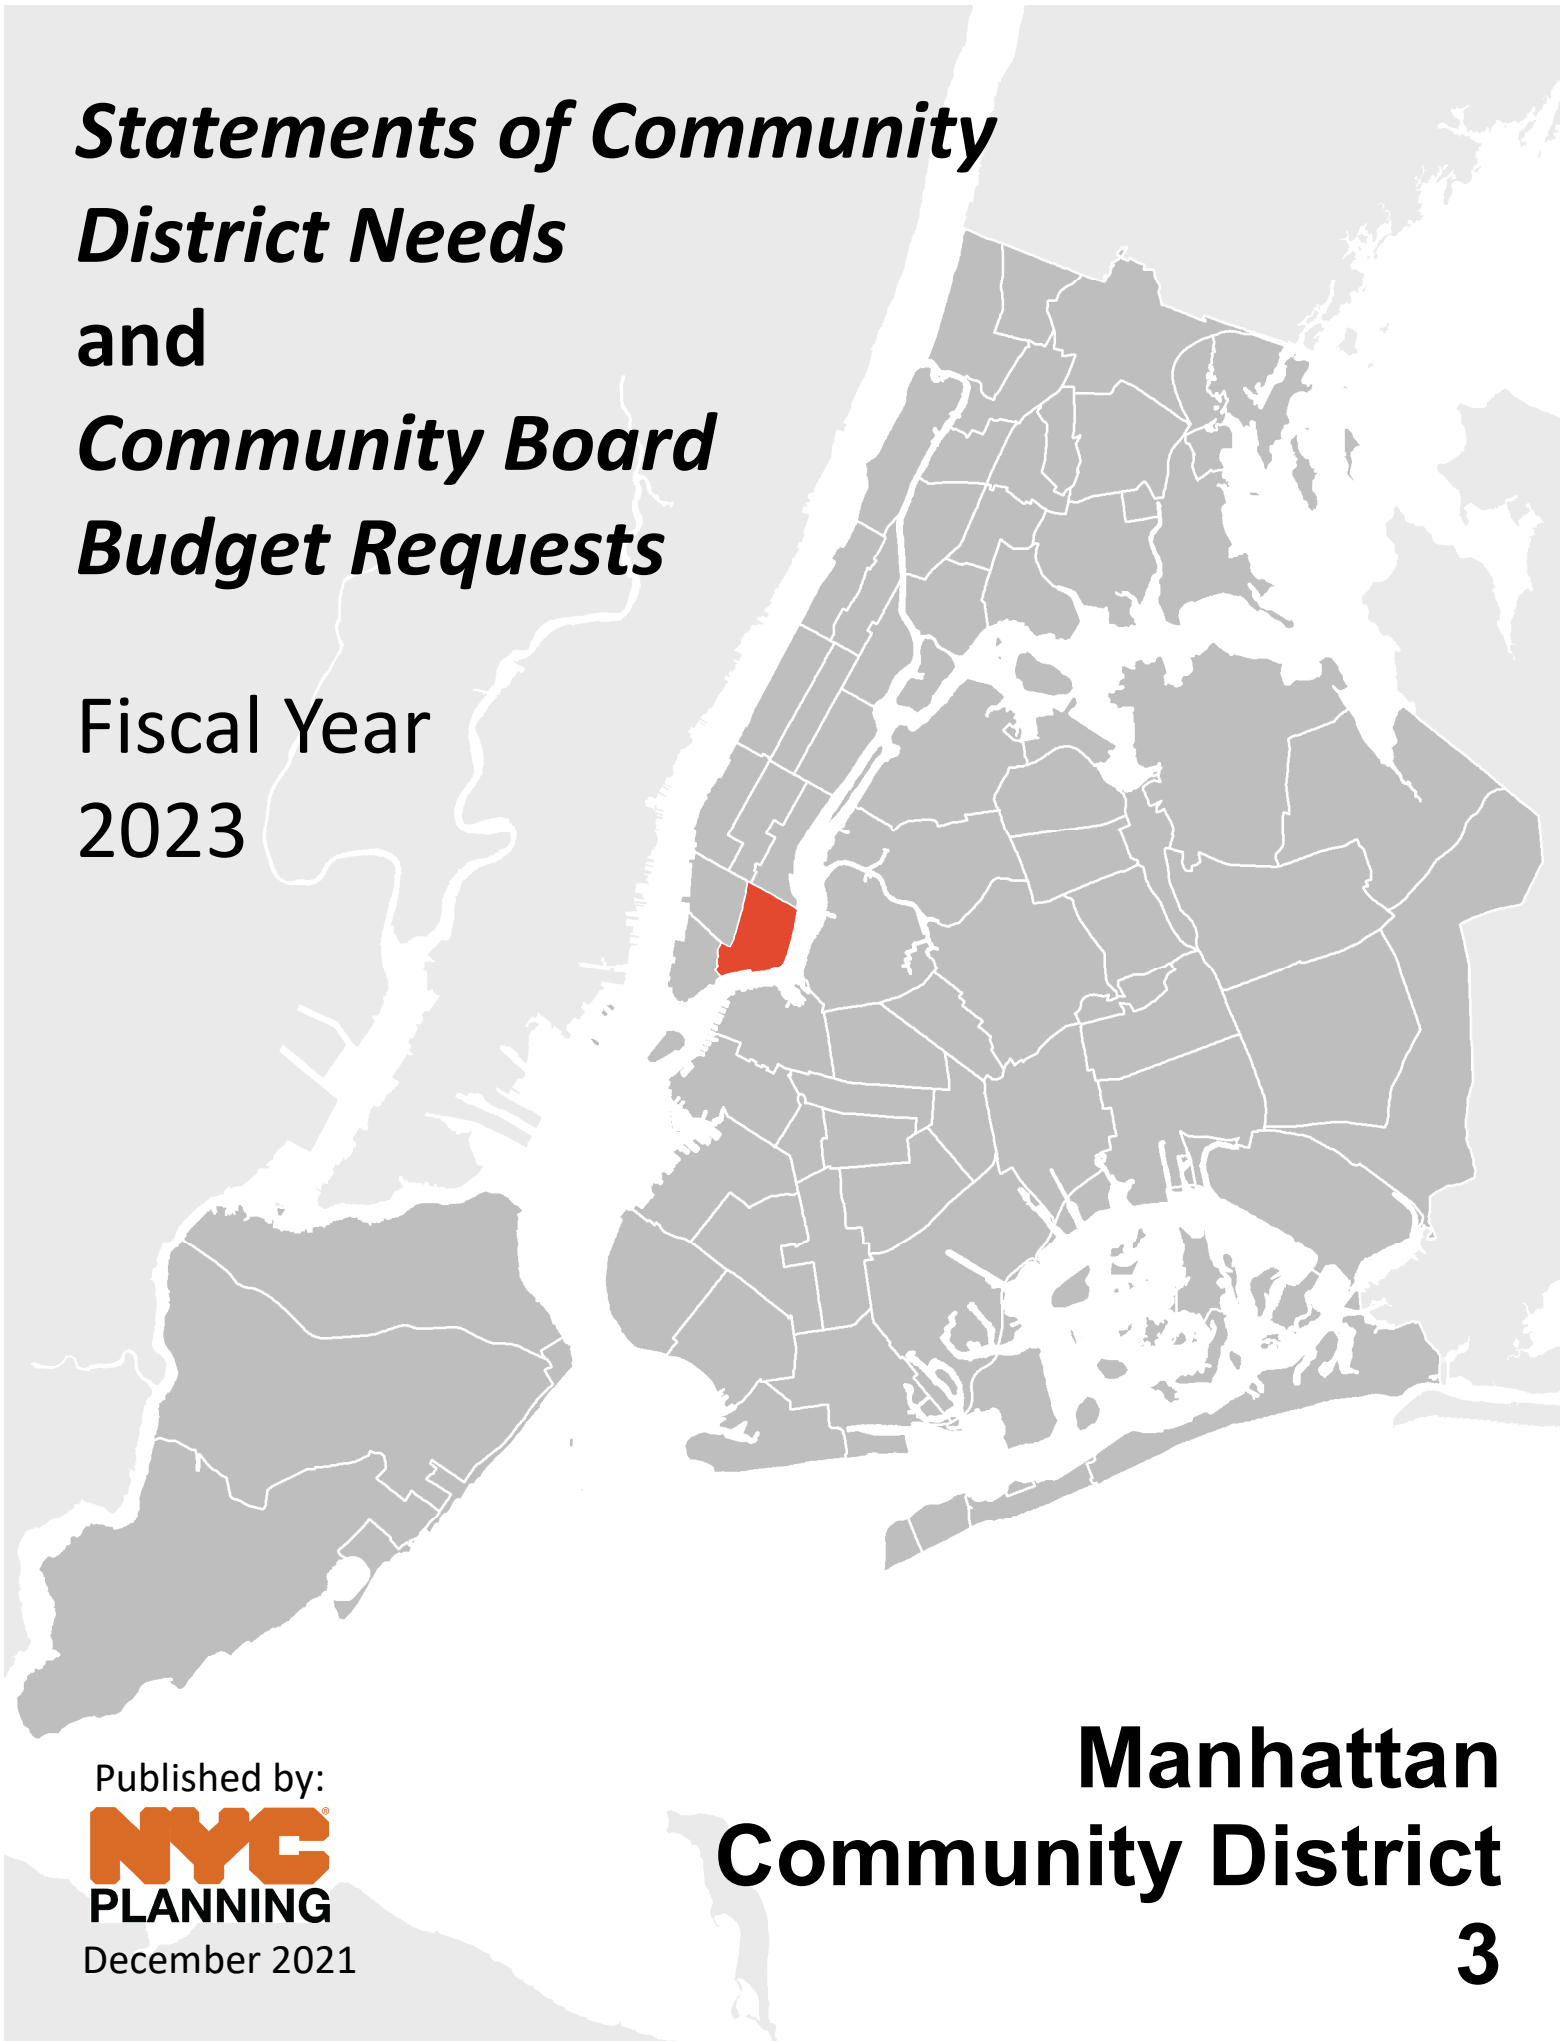 Statements of Community
District Needs
and
Community Board
Budget Requests
Fiscal Year
2023
Published by:
NYC®
PLANNING
December 2021
Manhattan
Community District
3